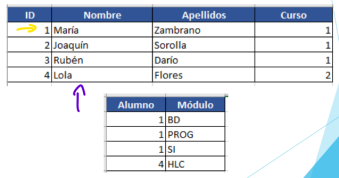 ID Nombre Apellidos Curso
1 María Zambrano 1
2 Joaquín Sorolla 1
3 Rubén Darío 1
4 Lola Flores 2
Alumno Módulo
1 BD
1 PROG
1 SI
4 HLC